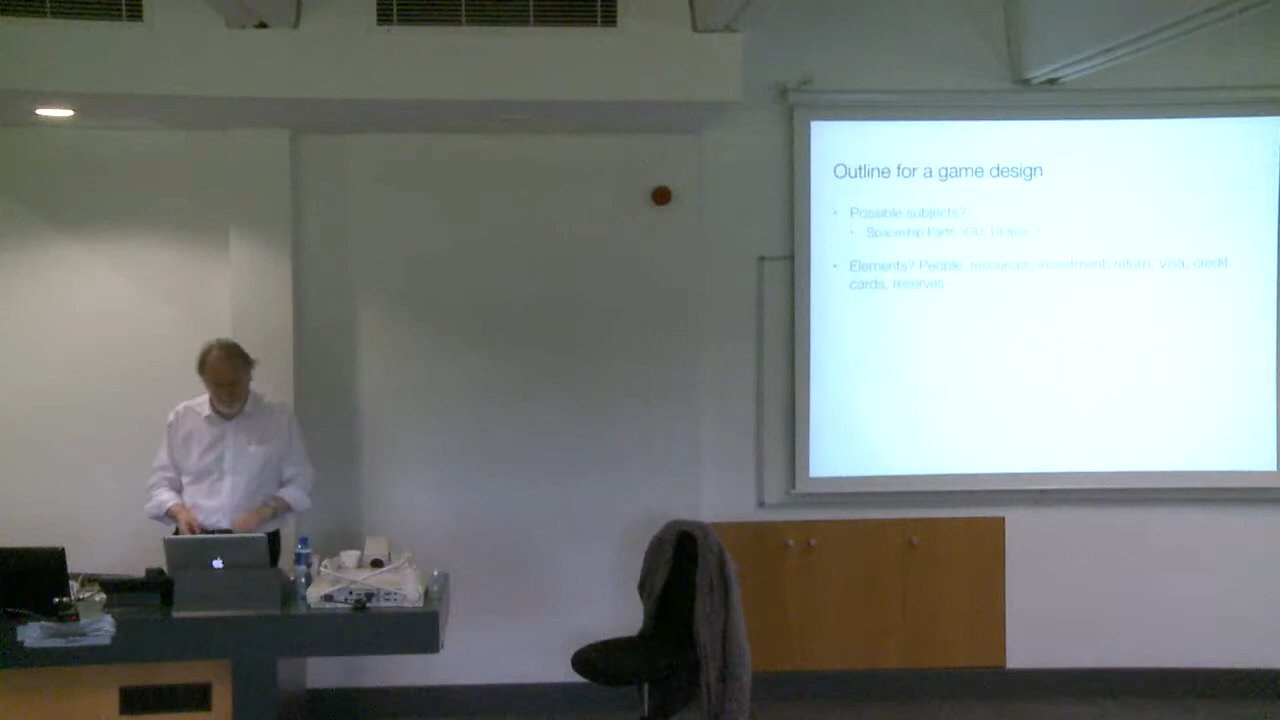 Outline for a game design
Possible subjects?
Spaceship Earth, IOU, Utopia, ?
Elements? People, resources, investment, return, visa, credit
cards, reserves